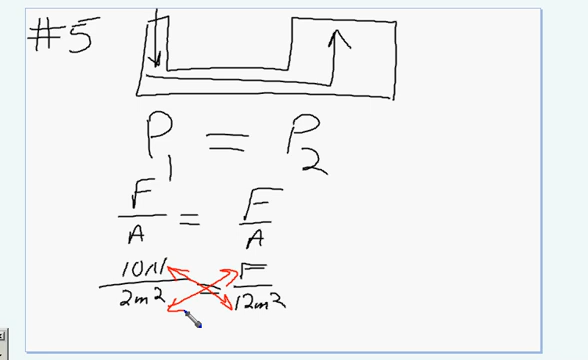 #5
P1 = P2
F/A = F/A
10N/2m² = F/12m²